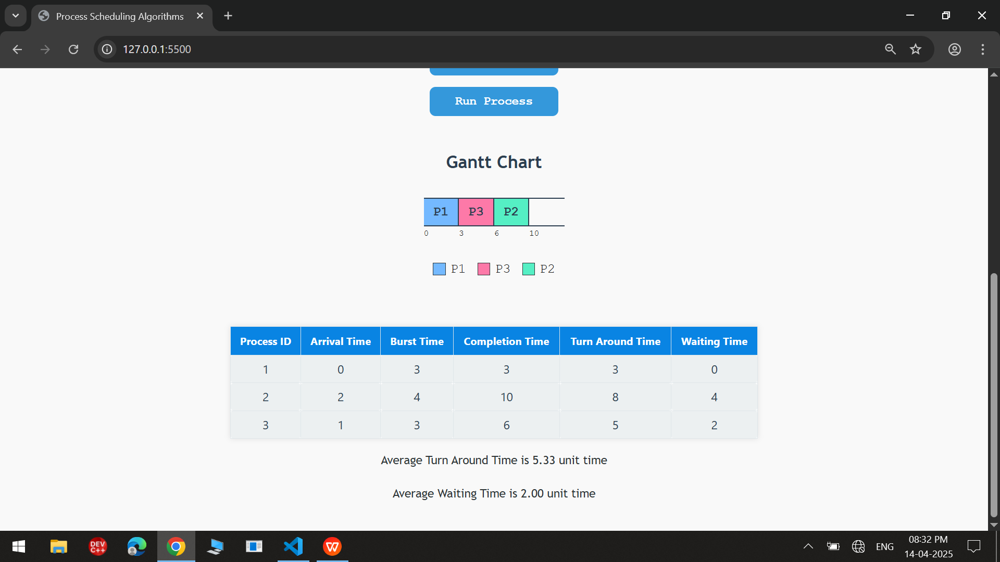 Process Scheduling Algorithms
127.0.0.1:5500
Run Process
Gantt Chart
P1 P3 P2
0 3 6 10
P1 P3 P2
Process ID Arrival Time Burst Time Completion Time Turn Around Time Waiting Time
1 0 3 3 3 0
2 2 4 10 8 4
3 1 3 6 5 2
Average Turn Around Time is 5.33 unit time
Average Waiting Time is 2.00 unit time
DEV
C++
W
ENG
08:32 PM
14-04-2025